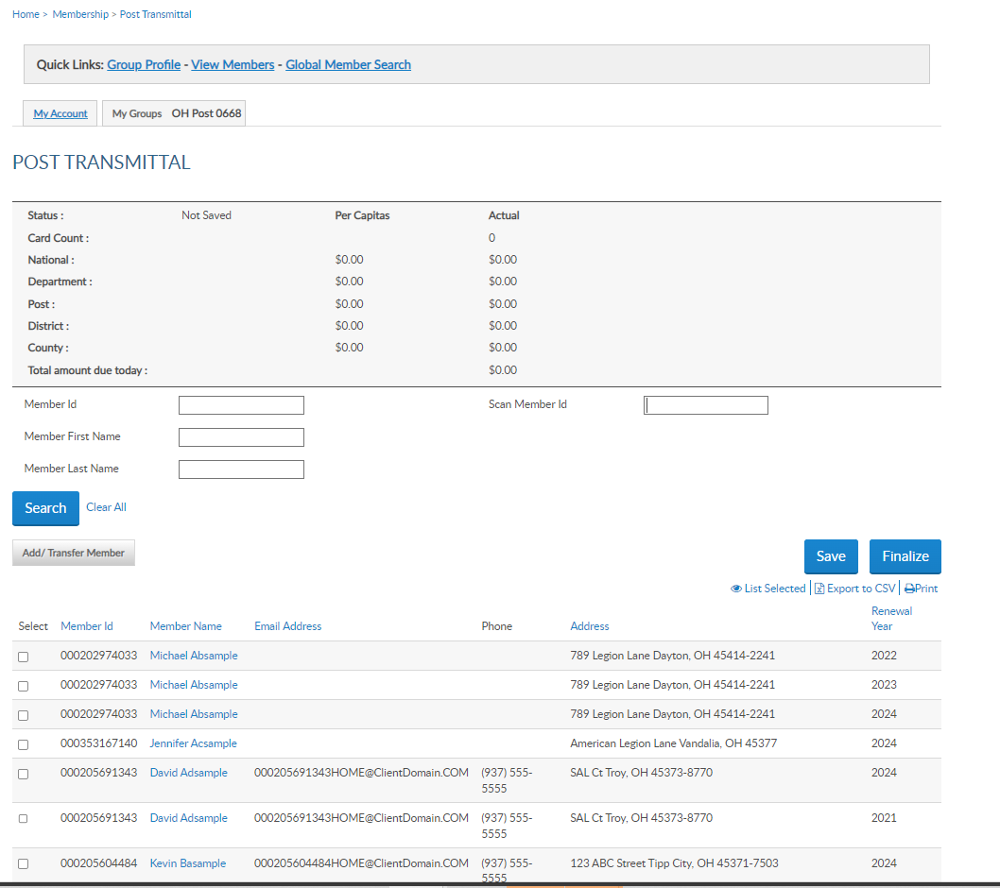 Home > Membership > Post Transmittal
Quick Links: Group Profile - View Members - Global Member Search
My Account My Groups OH Post 0668
POST TRANSMITTAL
Status : Not Saved Per Capitas Actual
Card Count : 0
National : $0.00 $0.00
Department : $0.00 $0.00
Post : $0.00 $0.00
District : $0.00 $0.00
County : $0.00 $0.00
Total amount due today : $0.00
Member Id Scan Member Id
Member First Name
Member Last Name
Search Clear All
Add/ Transfer Member Save Finalize
List Selected Export to CSV Print
Select Member Id Member Name Email Address Phone Address Renewal
Year
000202974033 Michael Absample 789 Legion Lane Dayton, OH 45414-2241 2022
000202974033 Michael Absample 789 Legion Lane Dayton, OH 45414-2241 2023
000202974033 Michael Absample 789 Legion Lane Dayton, OH 45414-2241 2024
000353167140 Jennifer Acsample American Legion Lane Vandalia, OH 45377 2024
000205691343 David Adsample 000205691343HOME@ClientDomain.COM (937) 555- SAL Ct Troy, OH 45373-8770 2024
5555
000205691343 David Adsample 000205691343HOME@ClientDomain.COM (937) 555- SAL Ct Troy, OH 45373-8770 2021
5555
000205604484 Kevin Basample 000205604484HOME@ClientDomain.COM (937) 555- 123 ABC Street Tipp City, OH 45371-7503 2024
5555